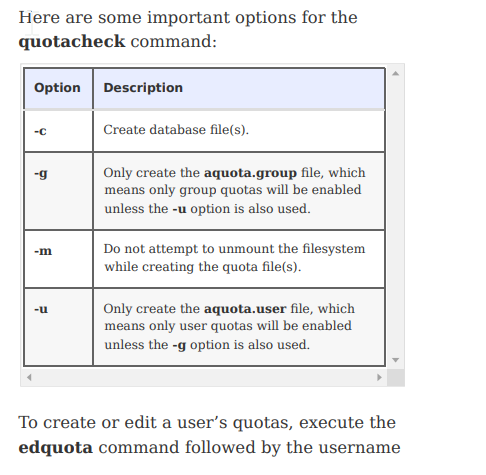 Here are some important options for the
quotacheck command:
Option Description
-c Create database file(s).
-g Only create the aquota.group file, which
means only group quotas will be enabled
unless the -u option is also used.
-m Do not attempt to unmount the filesystem
while creating the quota file(s).
-u Only create the aquota.user file, which
means only user quotas will be enabled
unless the -g option is also used.
To create or edit a user’s quotas, execute the
edquota command followed by the username